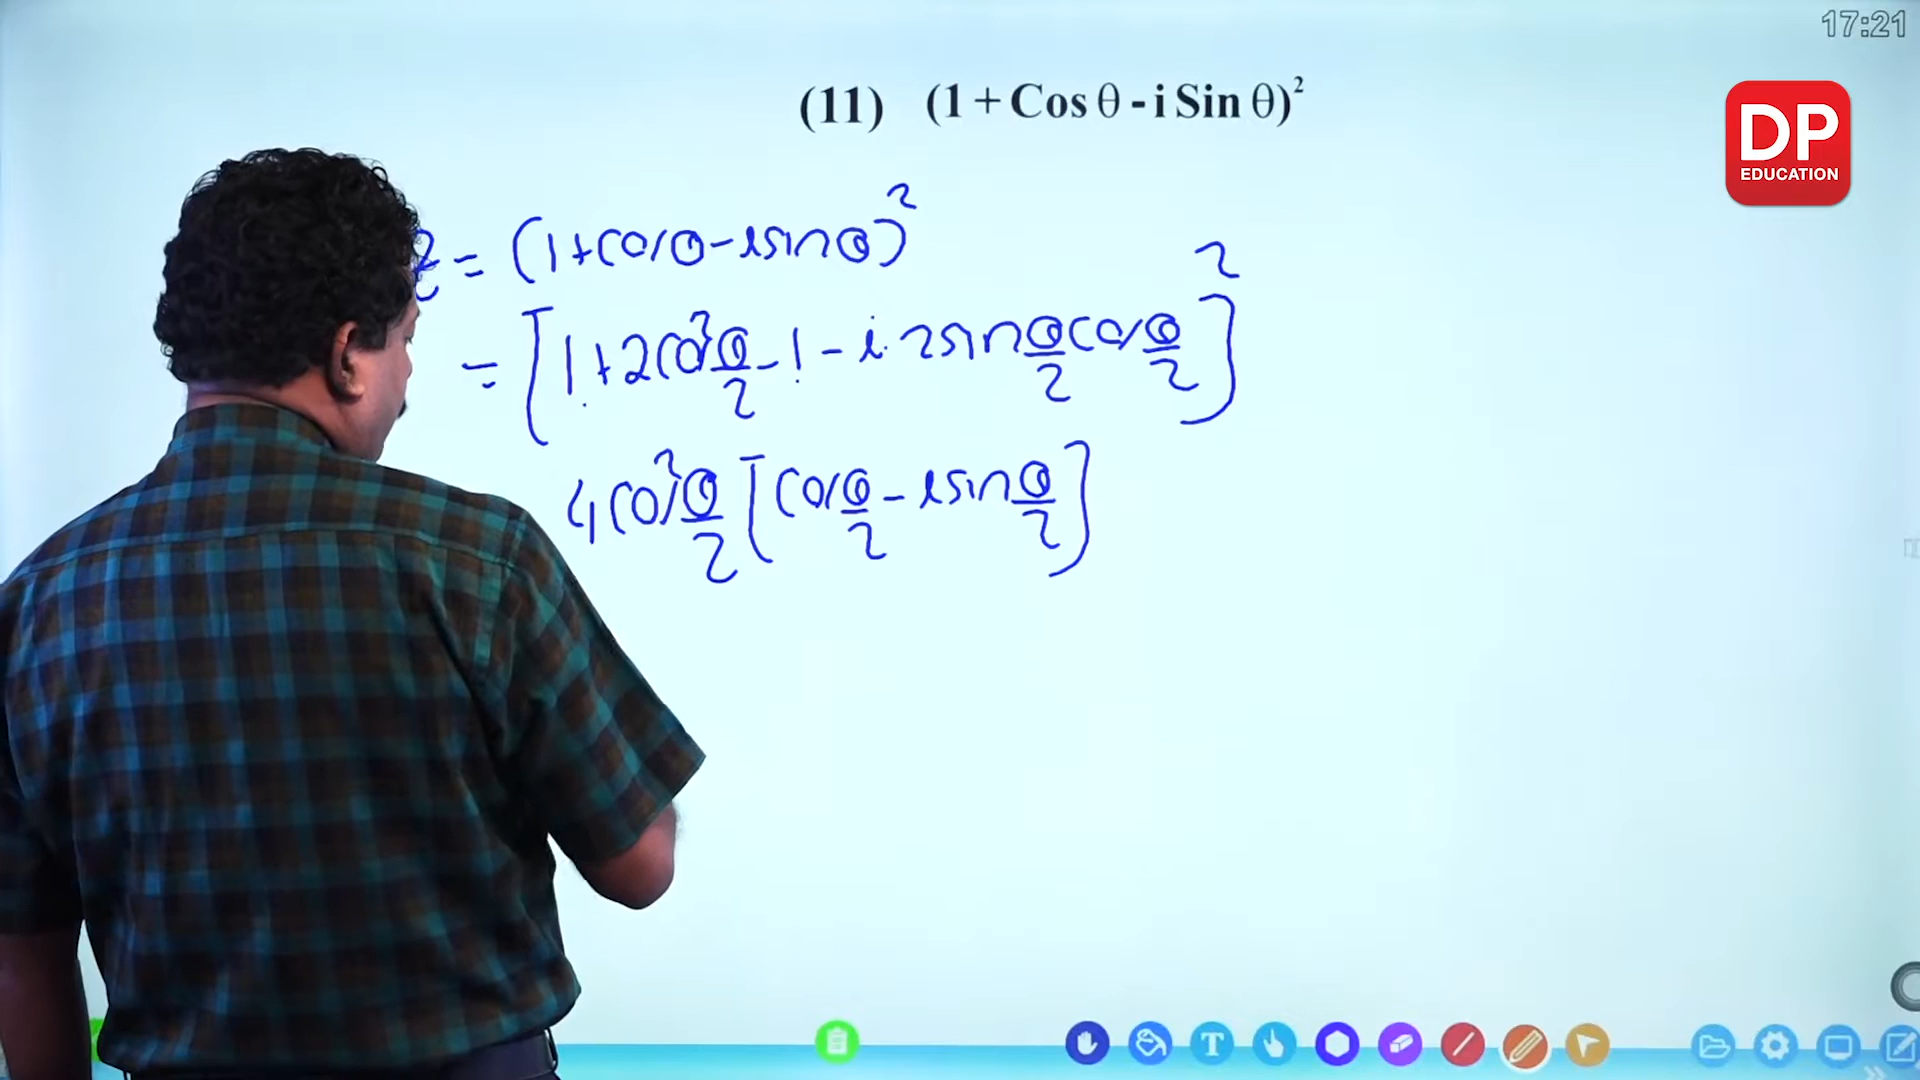 17:21
(11) (1 + Cos θ - i Sin θ)²
DP
EDUCATION
z = (1+cosθ-isinθ)²
= [1+2cos²θ/2-1-i.2sinθ/2cosθ/2]²
4cos²θ/2[cosθ/2-isinθ/2]
T